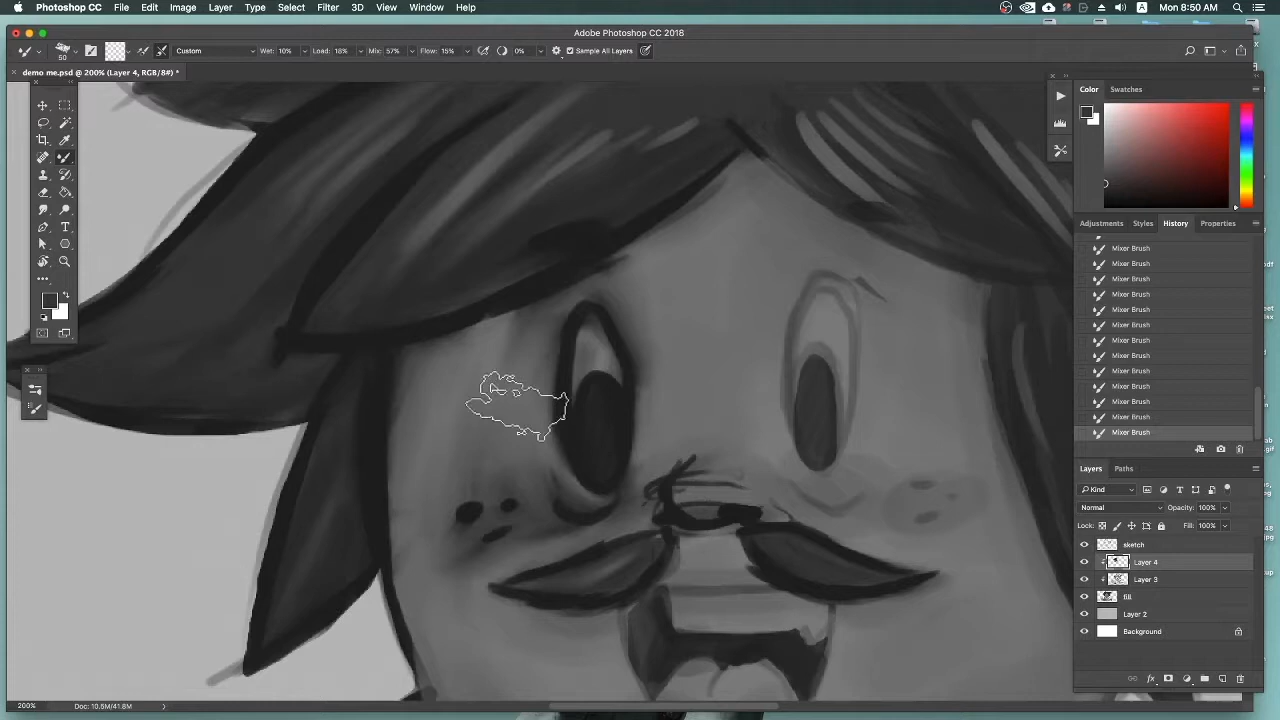 Photoshop CC File Edit Image Layer Type Select Filter 3D View Window Help
Mon 8:50 AM
Adobe Photoshop CC 2018
50 Custom Wet: 10% Load: 18% Mix: 57% Flow: 15% 0% Sample All Layers
demo me.psd @ 200% (Layer 4, RGB/8#) *
Color Swatches
Adjustments Styles History Properties
Mixer Brush
Mixer Brush
Mixer Brush
Mixer Brush
Mixer Brush
Mixer Brush
Mixer Brush
Mixer Brush
Mixer Brush
Mixer Brush
Mixer Brush
Mixer Brush
Mixer Brush
Layers Paths
Kind
Normal Opacity: 100%
Lock: Fill: 100%
sketch
Layer 4
Layer 3
fill
Layer 2
Background
200% Doc: 10.5M/41.8M